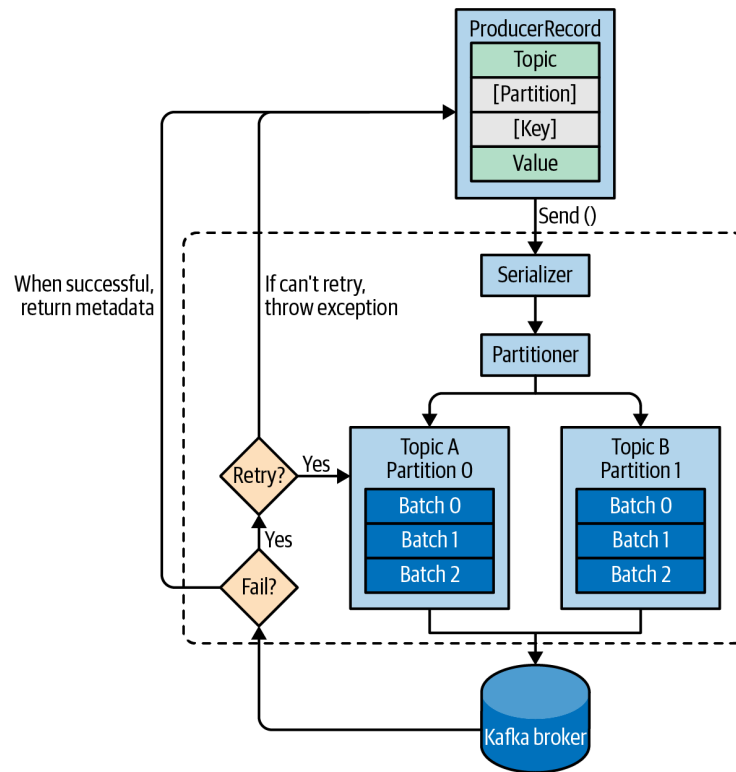 ProducerRecord
Topic
[Partition]
[Key]
Value
Send ()
Serializer
Partitioner
When successful,
return metadata
If can't retry,
throw exception
Topic A
Partition 0
Batch 0
Batch 1
Batch 2
Topic B
Partition 1
Batch 0
Batch 1
Batch 2
Retry?
Yes
Yes
Fail?
Kafka broker